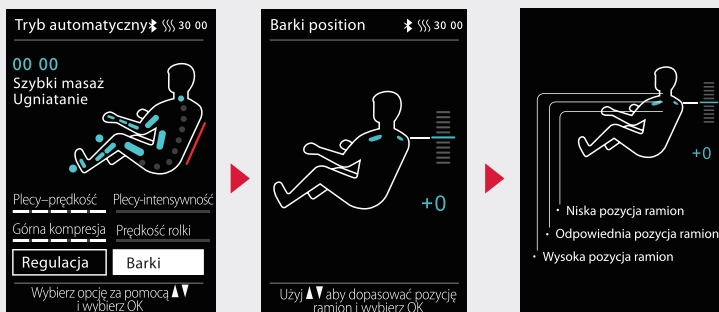 Tryb automatyczny 30 00
00 00
Szybki masaż
Ugniatanie
Plecy–prędkość Plecy-intensywność
Górna kompresja Prędkość rolki
Regulacja Barki
Wybierz opcję za pomocą ▲▼
i wybierz OK
Barki position 30 00
+0
Użyj ▲▼ aby dopasować pozycję
ramion i wybierz OK
+0
• Niska pozycja ramion
• Odpowiednia pozycja ramion
• Wysoka pozycja ramion